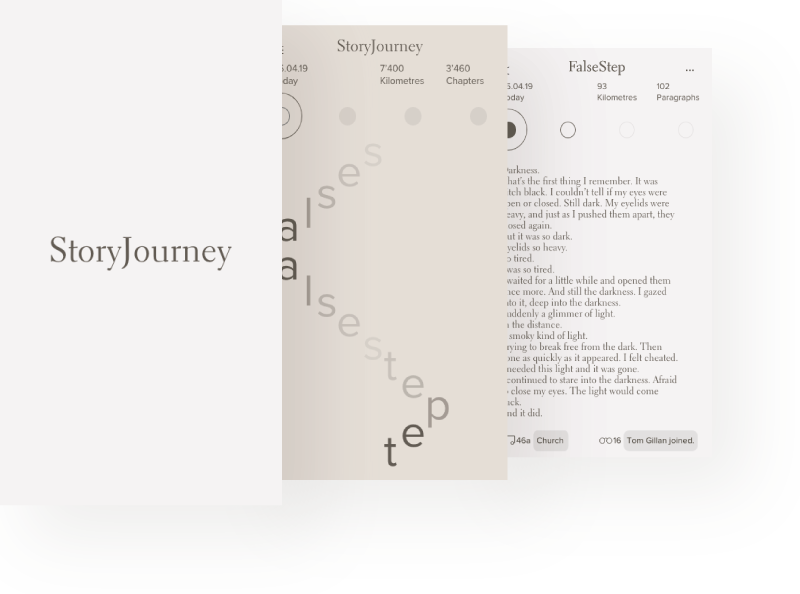 StoryJourney
StoryJourney
5.04.19 7'400 3'460
oday Kilometres Chapters
alses
alsestep
tep
FalseStep
...
5.04.19 93 102
oday Kilometres Paragraphs
Darkness.
hat's the first thing I remember. It was
itch black. I couldn't tell if my eyes were
pen or closed. Still dark. My eyelids were
eavy, and just as I pushed them apart, they
osed again.
ut it was so dark.
yelids so heavy.
o tired.
was so tired.
waited for a little while and opened them
nce more. And still the darkness. I gazed
nto it, deep into the darkness.
uddenly a glimmer of light.
n the distance.
smoky kind of light.
rying to break free from the dark. Then
one as quickly as it appeared. I felt cheated.
needed this light and it was gone.
continued to stare into the darkness. Afraid
o close my eyes. The light would come
ack.
nd it did.
46a Church 16 Tom Gillan joined.